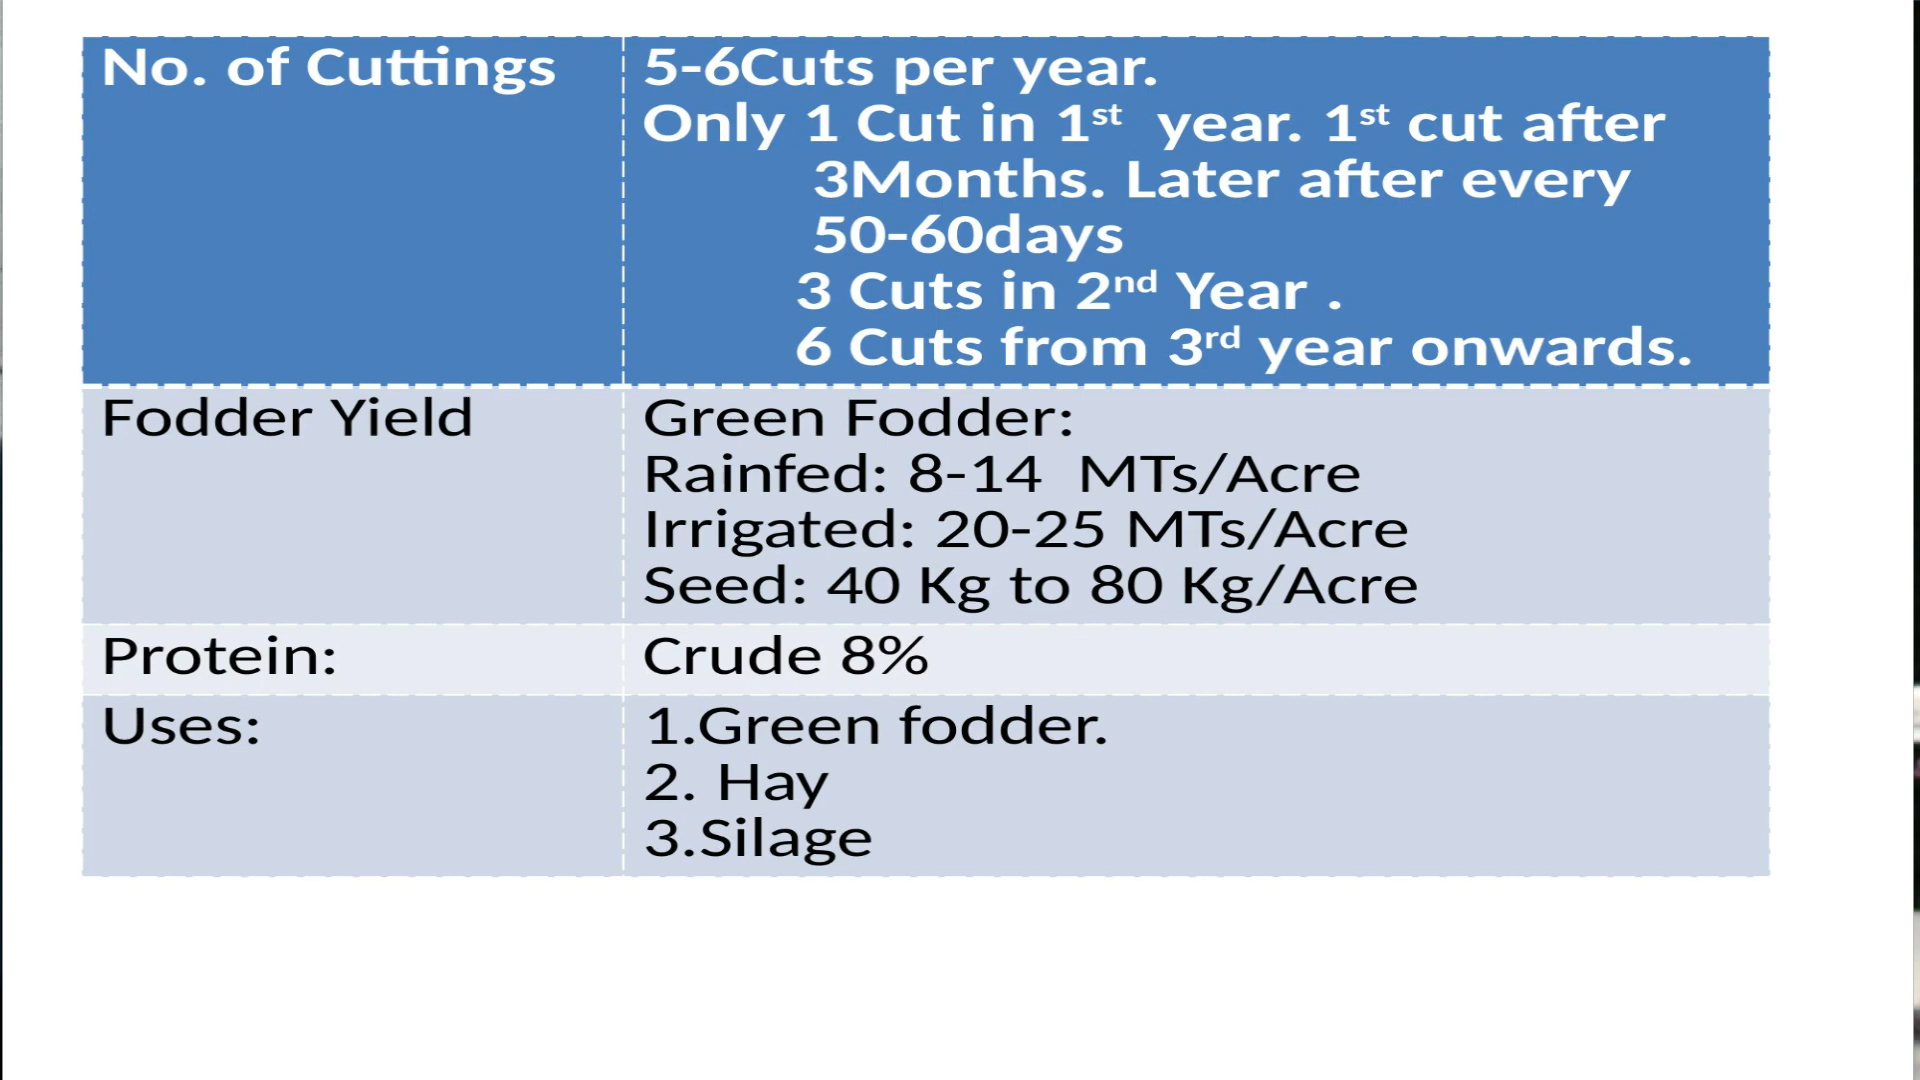 No. of Cuttings
5-6Cuts per year.
Only 1 Cut in 1st year. 1st cut after
3Months. Later after every
50-60days
3 Cuts in 2nd Year .
6 Cuts from 3rd year onwards.
Fodder Yield
Green Fodder:
Rainfed: 8-14 MTs/Acre
Irrigated: 20-25 MTs/Acre
Seed: 40 Kg to 80 Kg/Acre
Protein:
Crude 8%
Uses:
1.Green fodder.
2. Hay
3.Silage